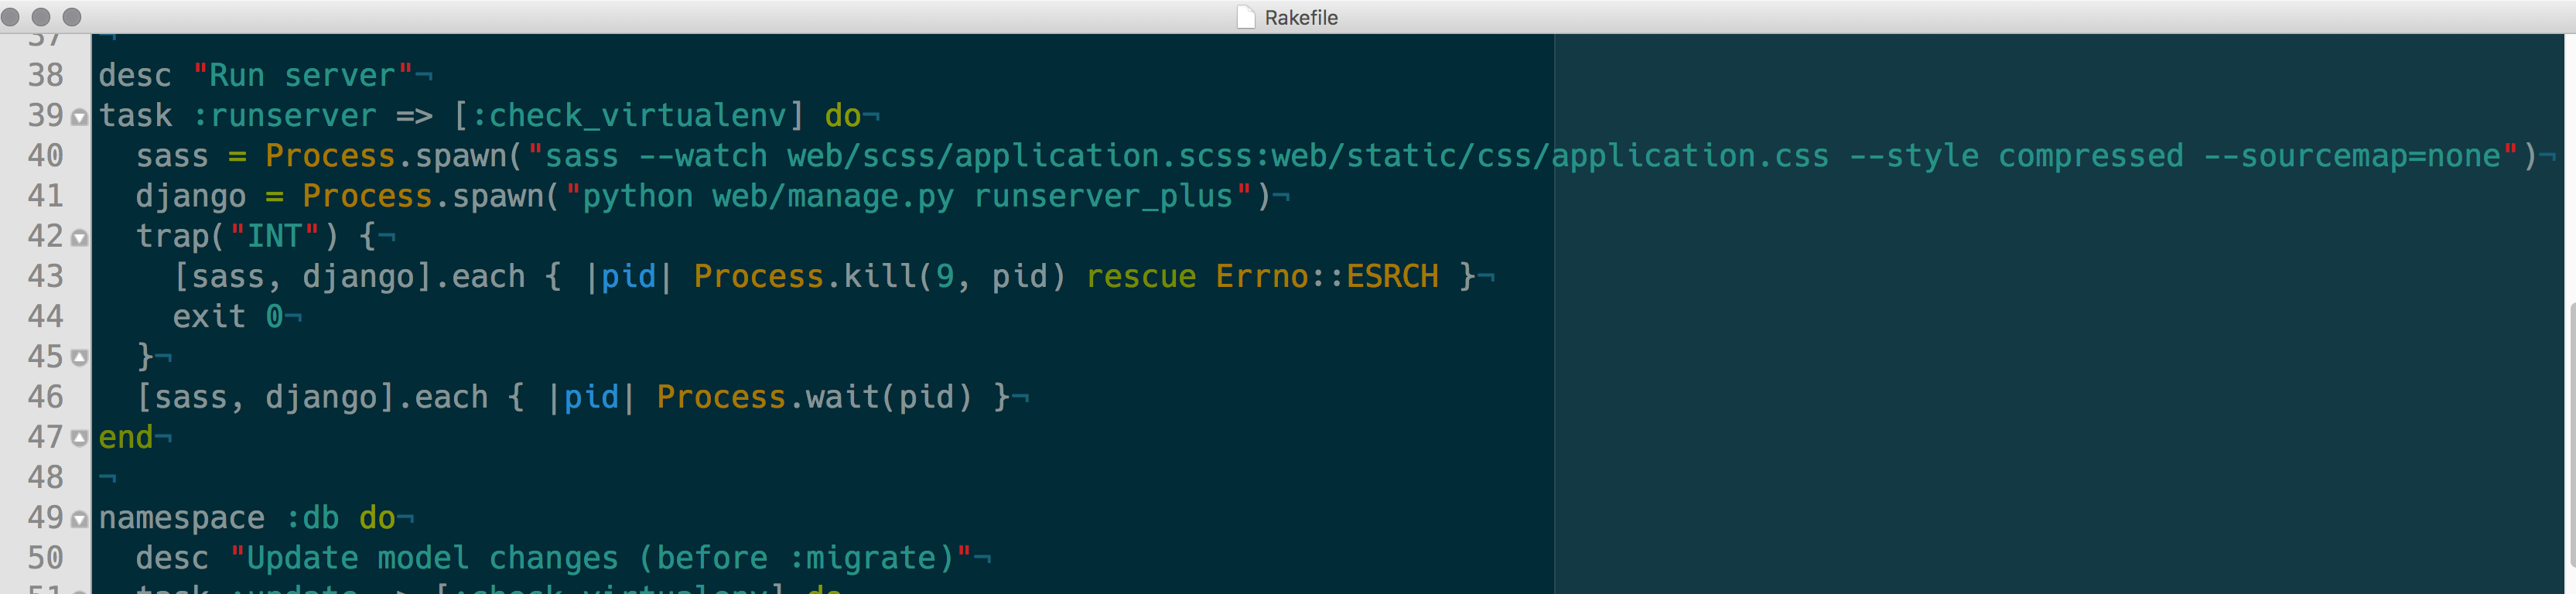 Rakefile
37 ¬
38 desc "Run server"¬
39 task :runserver => [:check_virtualenv] do¬
40   sass = Process.spawn("sass --watch web/scss/application.scss:web/static/css/application.css --style compressed --sourcemap=none")¬
41   django = Process.spawn("python web/manage.py runserver_plus")¬
42   trap("INT") {¬
43     [sass, django].each { |pid| Process.kill(9, pid) rescue Errno::ESRCH }¬
44     exit 0¬
45   }¬
46   [sass, django].each { |pid| Process.wait(pid) }¬
47 end¬
48 ¬
49 namespace :db do¬
50   desc "Update model changes (before :migrate)"¬
51   task :update => [:check_virtualenv] do